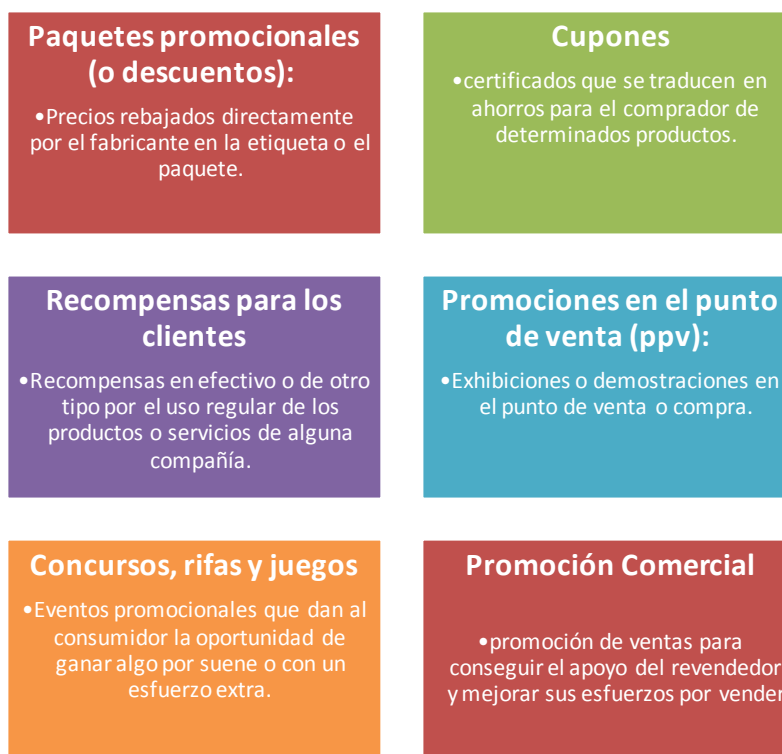 Paquetes promocionales
(o descuentos):
•Precios rebajados directamente
por el fabricante en la etiqueta o el
paquete.
Cupones
•certificados que se traducen en
ahorros para el comprador de
determinados productos.
Recompensas para los
clientes
•Recompensas en efectivo o de otro
tipo por el uso regular de los
productos o servicios de alguna
compañía.
Promociones en el punto
de venta (ppv):
•Exhibiciones o demostraciones en
el punto de venta o compra.
Concursos, rifas y juegos
•Eventos promocionales que dan al
consumidor la oportunidad de
ganar algo por suene o con un
esfuerzo extra.
Promoción Comercial
•promoción de ventas para
conseguir el apoyo del revendedor
y mejorar sus esfuerzos por vender